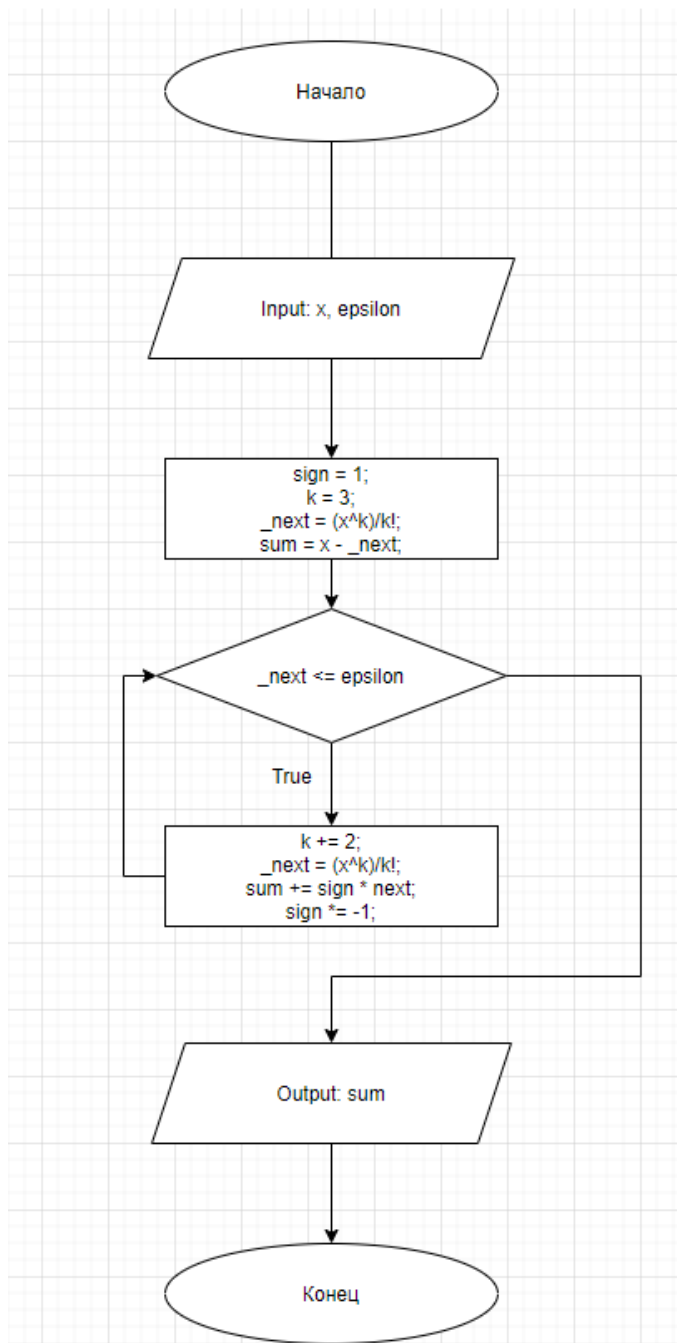 Начало
Input: x, epsilon
sign = 1;
k = 3;
_next = (x^k)/k!;
sum = x - _next;
_next <= epsilon
True
k += 2;
_next = (x^k)/k!;
sum += sign * next;
sign *= -1;
Output: sum
Конец